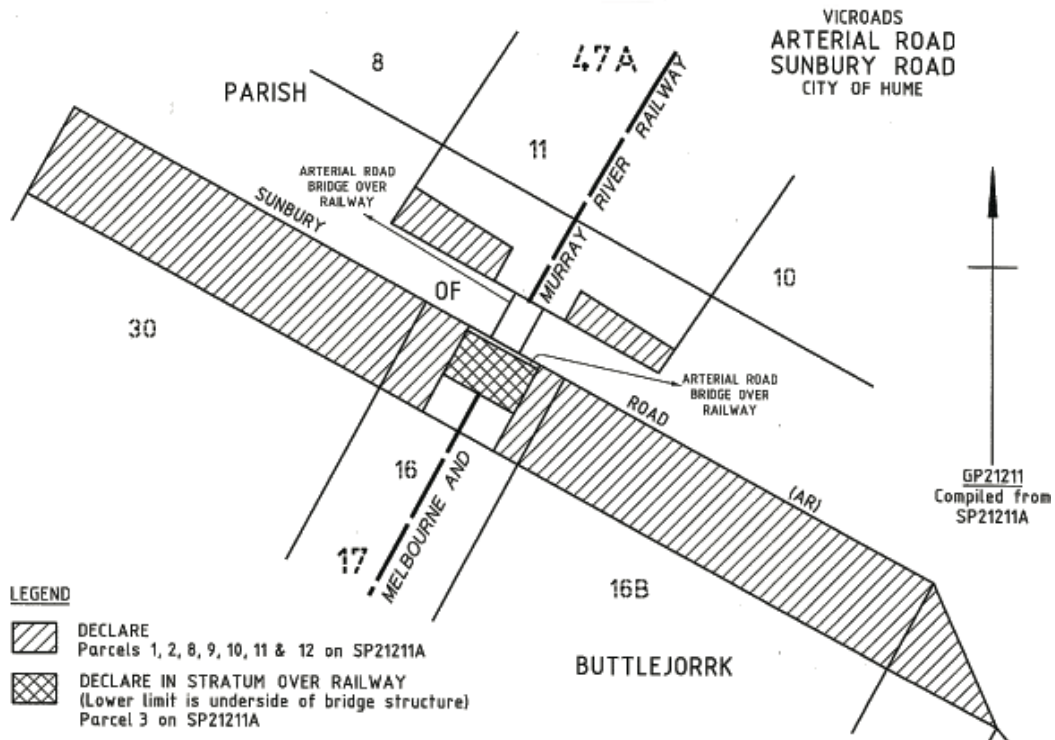 VICROADS
ARTERIAL ROAD
SUNBURY ROAD
CITY OF HUME
8
47A
PARISH
11
MURRAY RIVER RAILWAY
ARTERIAL ROAD
BRIDGE OVER
RAILWAY
SUNBURY
OF
10
30
ARTERIAL ROAD
BRIDGE OVER
RAILWAY
ROAD
(AR)
16
17
MELBOURNE AND
16B
GP21211
Compiled from
SP21211A
BUTTLEJORRK
LEGEND
DECLARE
Parcels 1, 2, 8, 9, 10, 11 & 12 on SP21211A
DECLARE IN STRATUM OVER RAILWAY
(Lower limit is underside of bridge structure)
Parcel 3 on SP21211A